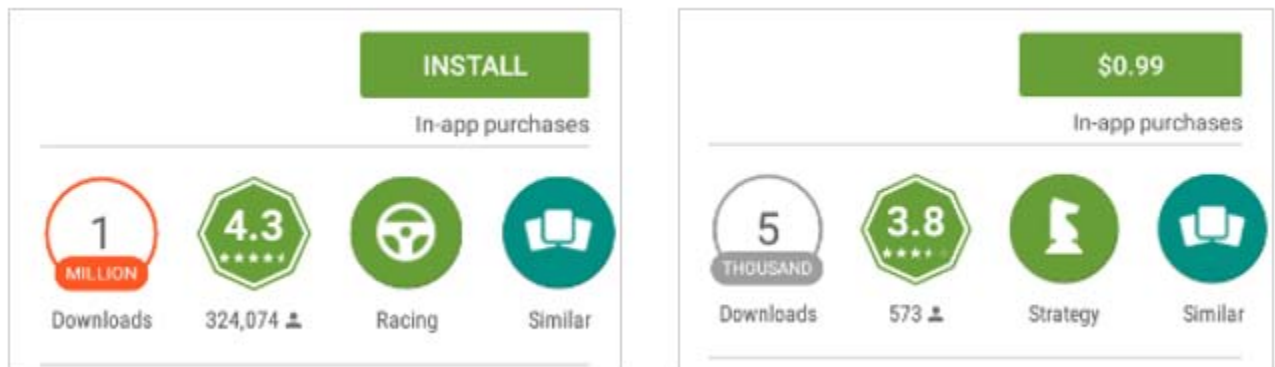 INSTALL
In-app purchases
1
MILLION
4.3
Downloads
324,074
Racing
Similar
$0.99
In-app purchases
5
THOUSAND
3.8
Downloads
573
Strategy
Similar